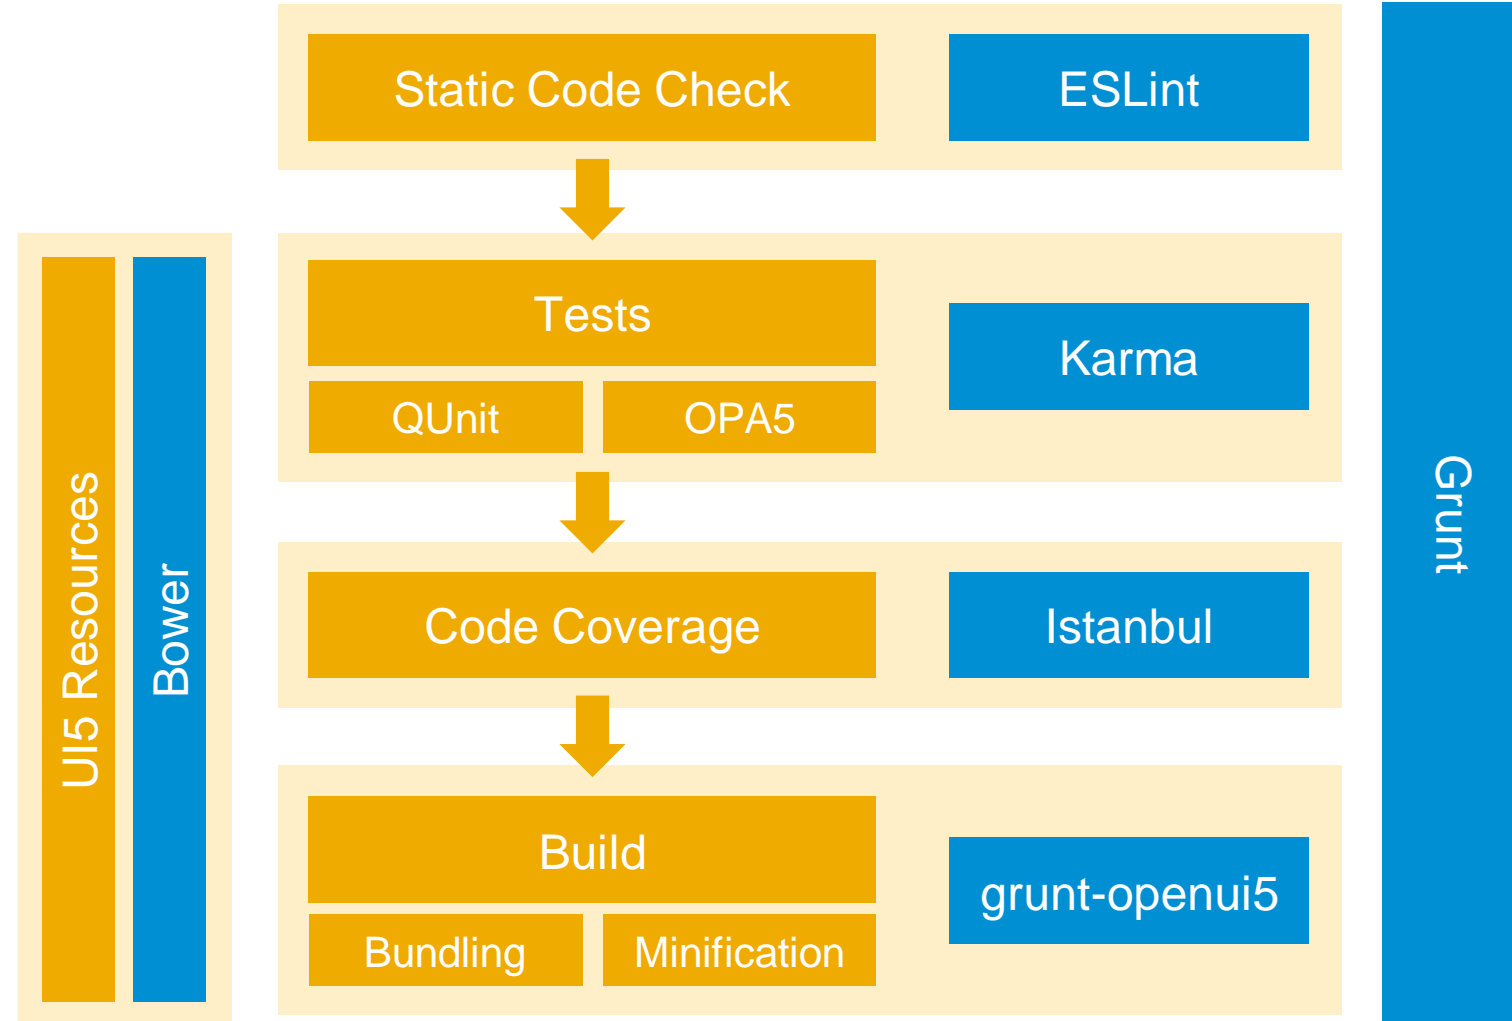 Static Code Check
ESLint
Tests
Karma
QUnit
OPA5
Code Coverage
Istanbul
Build
grunt-openui5
Bundling
Minification
UI5 Resources
Bower
Grunt